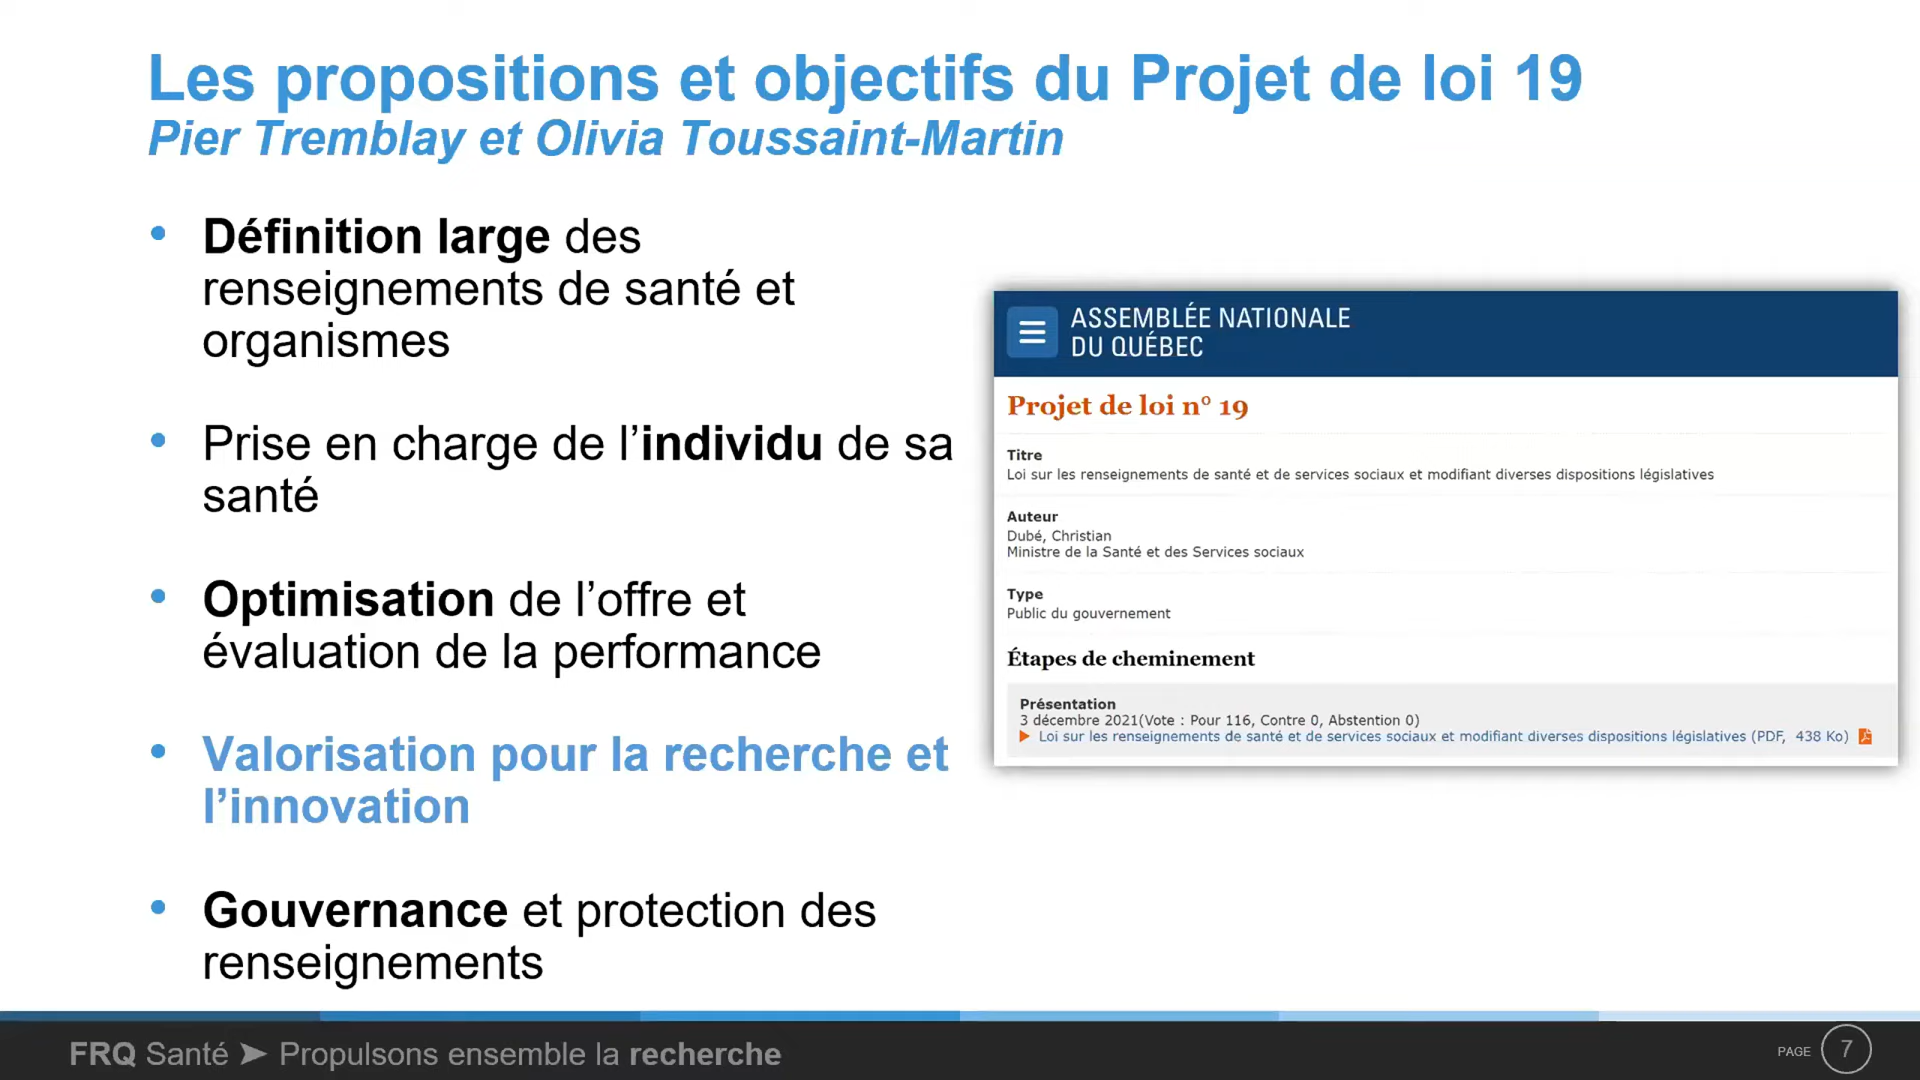 Les propositions et objectifs du Projet de loi 19
Pier Tremblay et Olivia Toussaint-Martin
• Définition large des
renseignements de santé et
organismes
• Prise en charge de l’individu de sa
santé
• Optimisation de l’offre et
évaluation de la performance
• Valorisation pour la recherche et
l’innovation
• Gouvernance et protection des
renseignements
ASSEMBLÉE NATIONALE
DU QUÉBEC
Projet de loi n° 19
Titre
Loi sur les renseignements de santé et de services sociaux et modifiant diverses dispositions législatives
Auteur
Dubé, Christian
Ministre de la Santé et des Services sociaux
Type
Public du gouvernement
Étapes de cheminement
Présentation
3 décembre 2021(Vote : Pour 116, Contre 0, Abstention 0)
Loi sur les renseignements de santé et de services sociaux et modifiant diverses dispositions législatives (PDF, 438 Ko)
FRQ Santé ➤ Propulsons ensemble la recherche
PAGE 7